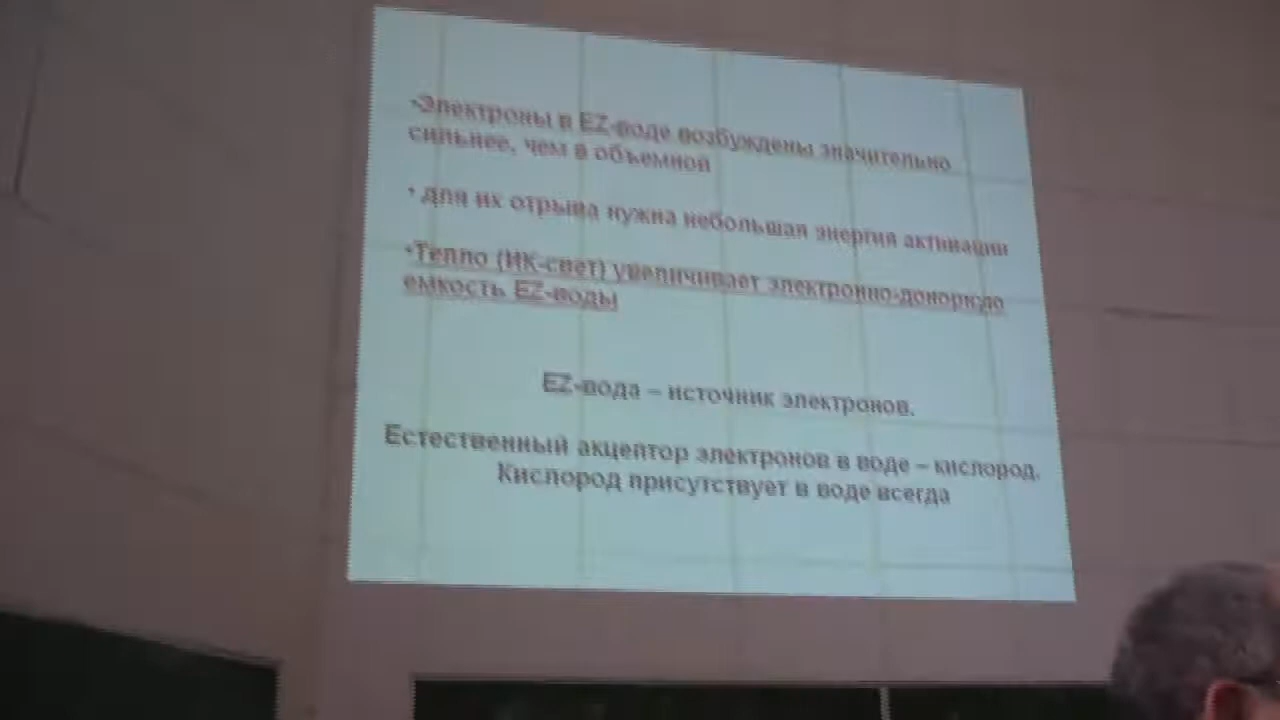 •Электроны в EZ-воде возбуждены значительно
сильнее, чем в объемной
• для их отрыва нужна небольшая энергия активации
•Тепло (ИК-свет) увеличивает электронно-донорную
емкость EZ-воды
EZ-вода – источник электронов.
Естественный акцептор электронов в воде – кислород.
Кислород присутствует в воде всегда